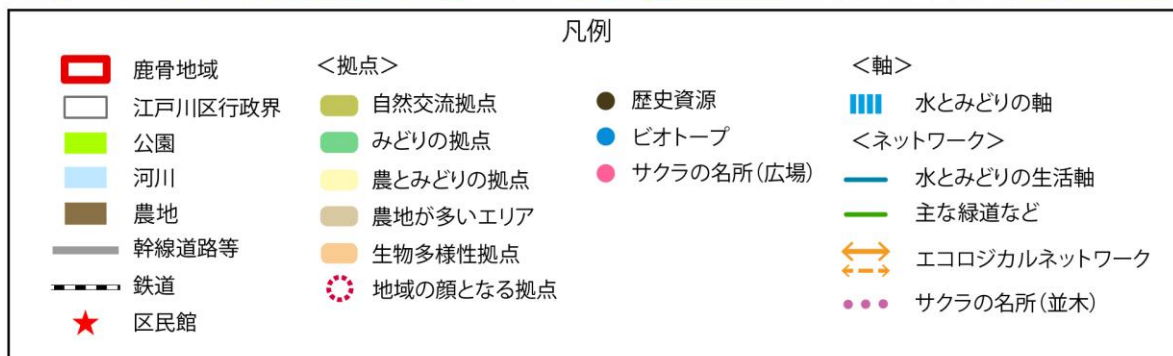 凡例
鹿骨地域
江戸川区行政界
公園
河川
農地
幹線道路等
鉄道
区民館
<拠点>
自然交流拠点
みどりの拠点
農とみどりの拠点
農地が多いエリア
生物多様性拠点
地域の顔となる拠点
歴史資源
ビオトープ
サクラの名所(広場)
<軸>
水とみどりの軸
<ネットワーク>
水とみどりの生活軸
主な緑道など
エコロジカルネットワーク
サクラの名所(並木)